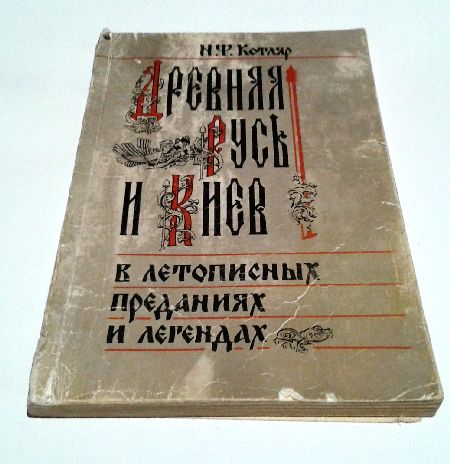 Н.Ф. Котляр
Древняя
Русь
и Киев
в летописных
преданиях
и легендах